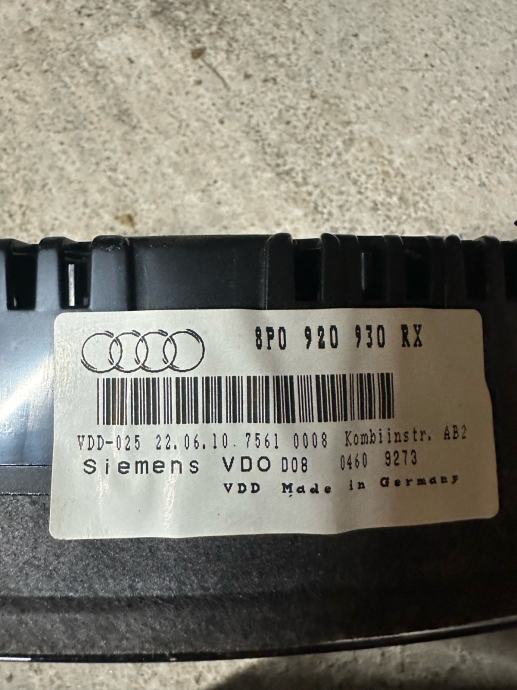 8P0 920 930 RX
VDD-025 22.06.10 7561 0008 Kombiinstr. AB2
Siemens VDO D08 0460 9273
VDD Made in Germany